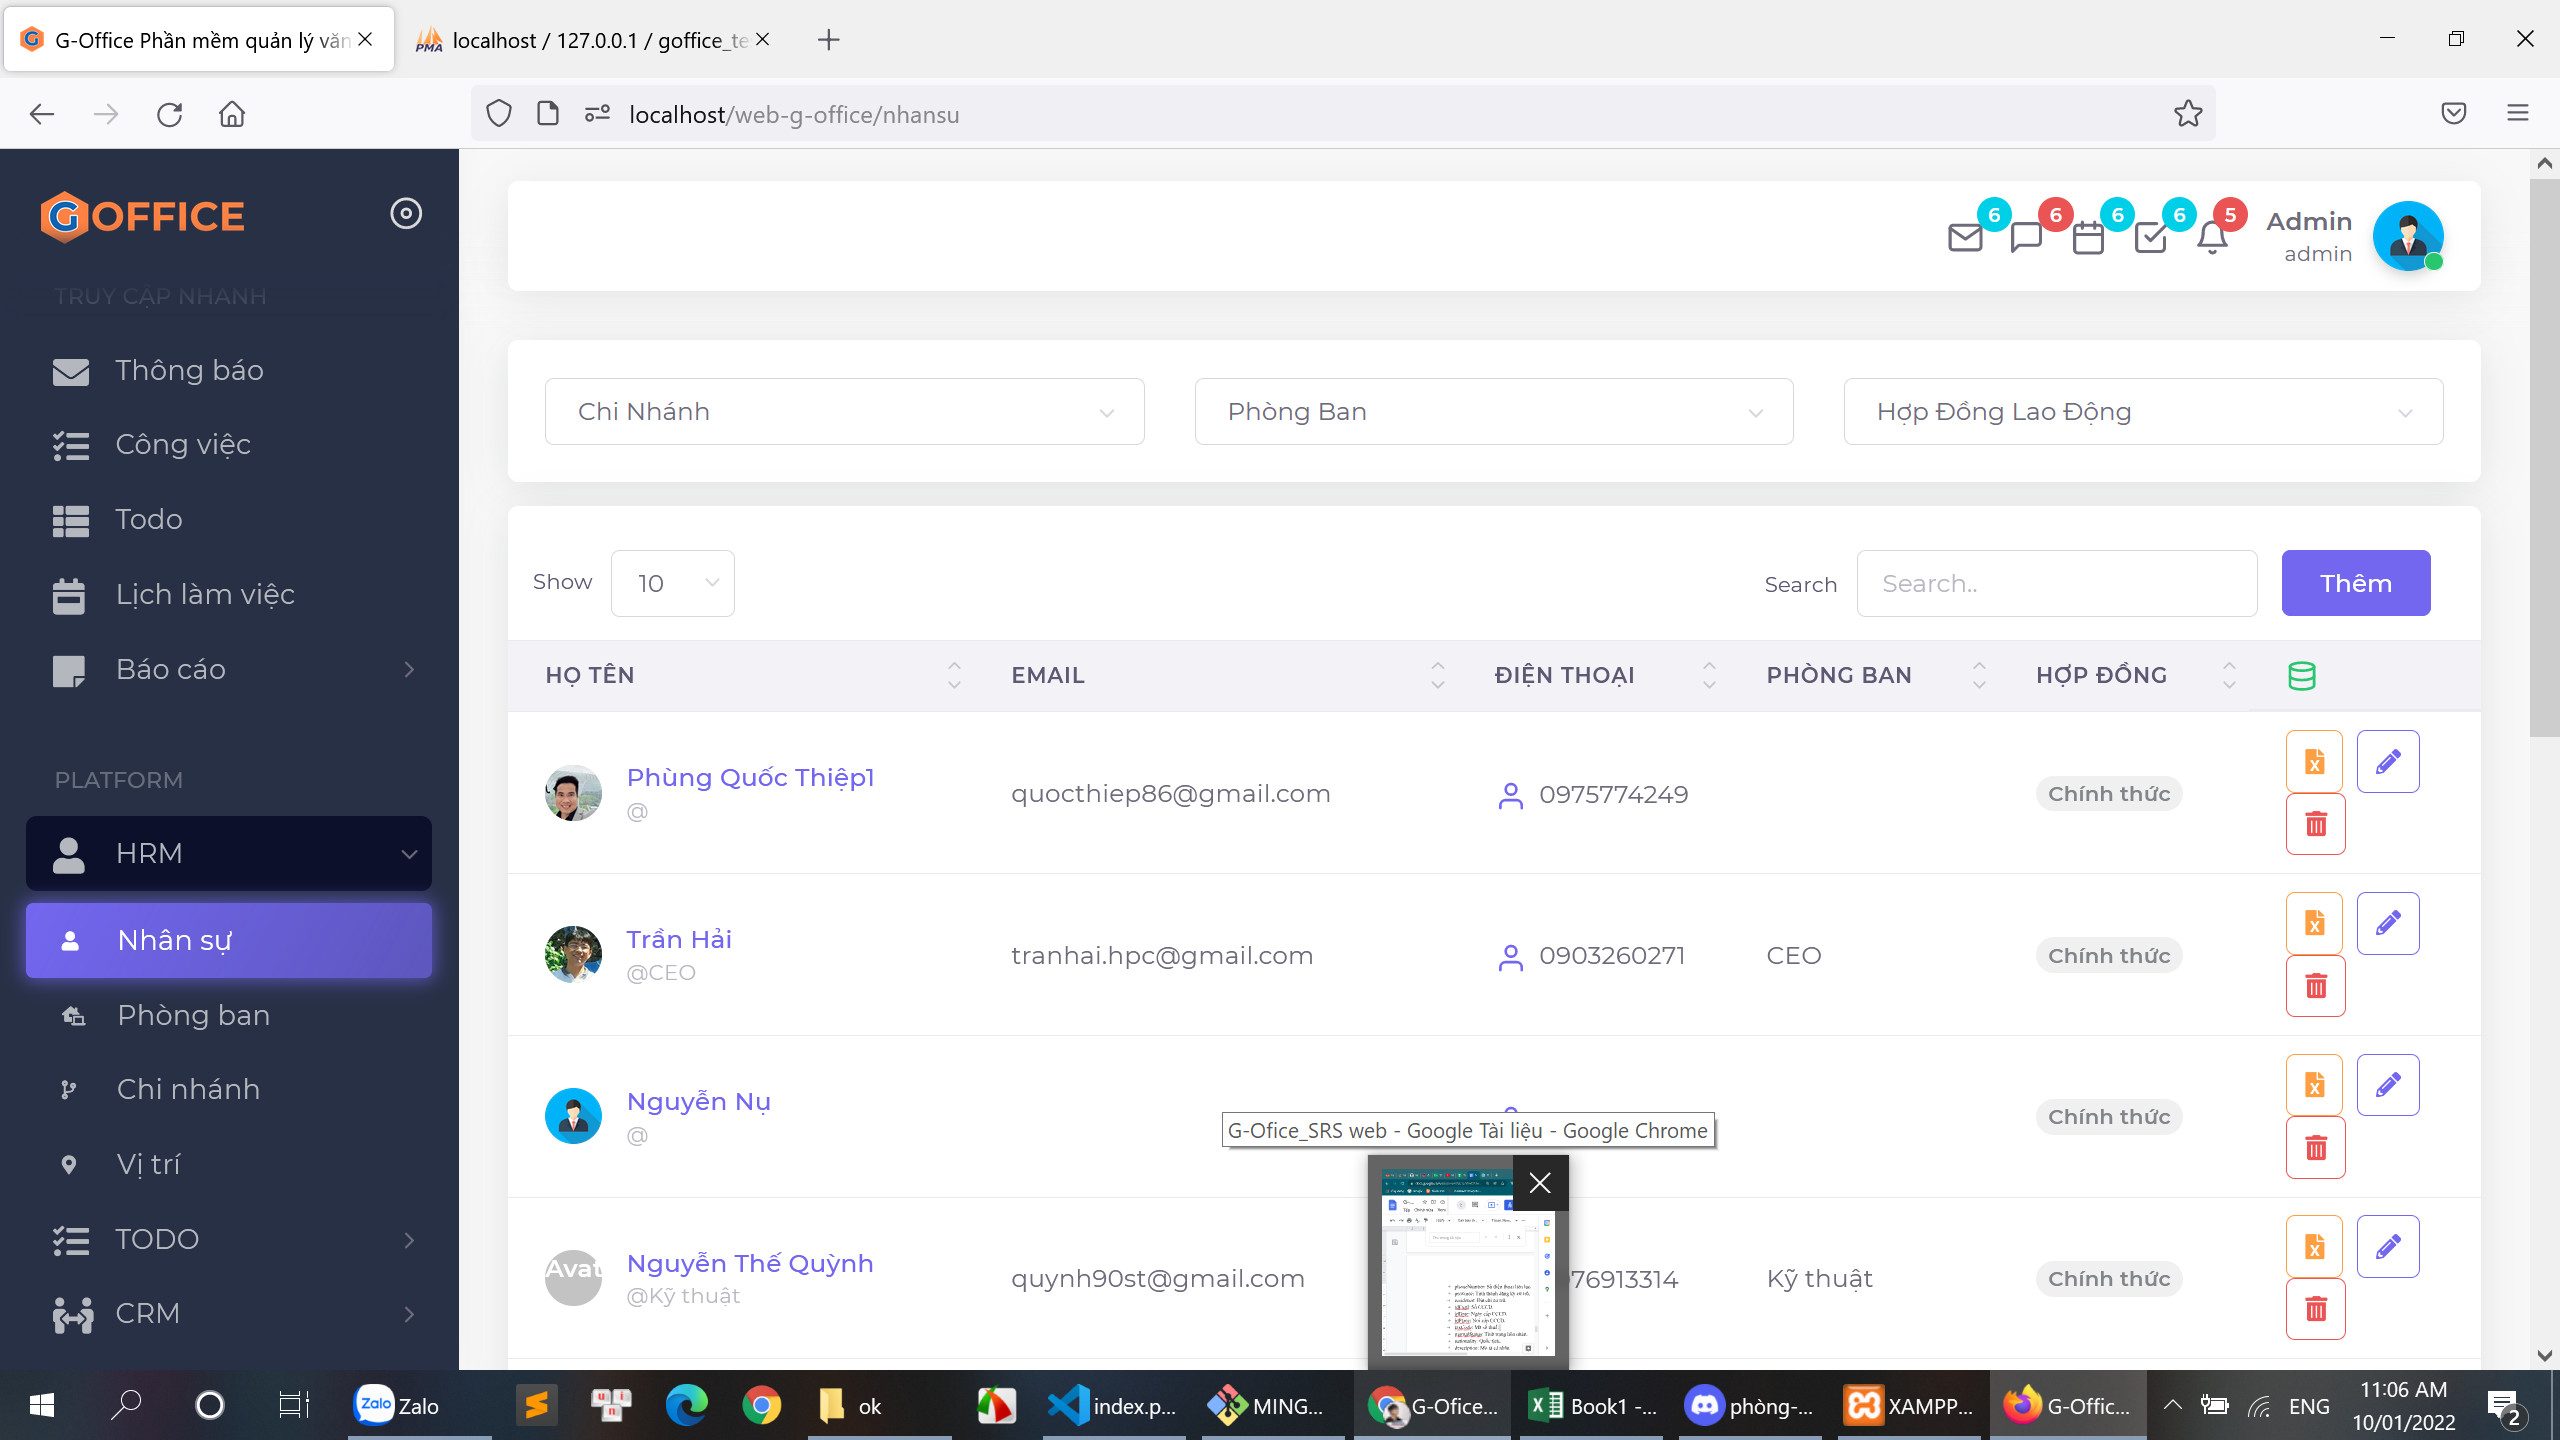 G-Office Phần mềm quản lý văn
localhost / 127.0.0.1 / goffice_te
localhost/web-g-office/nhansu
GOFFICE
6
6
6
6
5
Admin
admin
TRUY CẬP NHANH
Thông báo
Công việc
Todo
Lịch làm việc
Báo cáo
PLATFORM
HRM
Nhân sự
Phòng ban
Chi nhánh
Vị trí
TODO
CRM
Chi Nhánh
Phòng Ban
Hợp Đồng Lao Động
Show 10
Search Search.. Thêm
HỌ TÊN EMAIL ĐIỆN THOẠI PHÒNG BAN HỢP ĐỒNG
Phùng Quốc Thiệp1
@
quocthiep86@gmail.com 0975774249 Chính thức
Trần Hải
@CEO
tranhai.hpc@gmail.com 0903260271 CEO Chính thức
Nguyễn Nụ
@
Chính thức
G-Ofice_SRS web - Google Tài liệu - Google Chrome
Avat
Nguyễn Thế Quỳnh
@Kỹ thuật
quynh90st@gmail.com 76913314 Kỹ thuật Chính thức
Zalo Zalo
ok
index.p...
MING...
G-Ofice...
Book1 -...
phòng-...
XAMPP...
G-Offic...
ENG
11:06 AM
10/01/2022
2